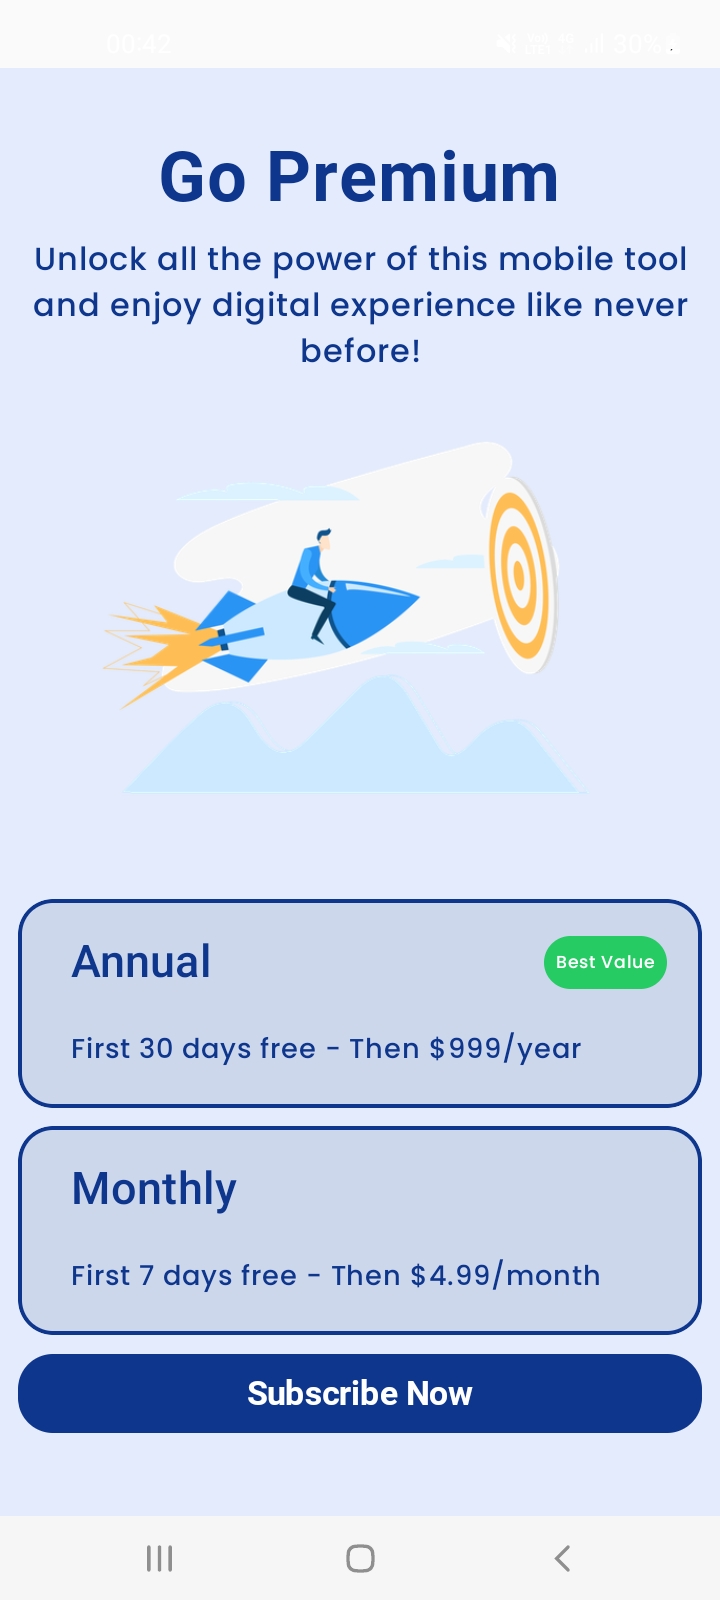 00:42 30%
Go Premium
Unlock all the power of this mobile tool
and enjoy digital experience like never
before!
Annual
Best Value
First 30 days free - Then $999/year
Monthly
First 7 days free - Then $4.99/month
Subscribe Now